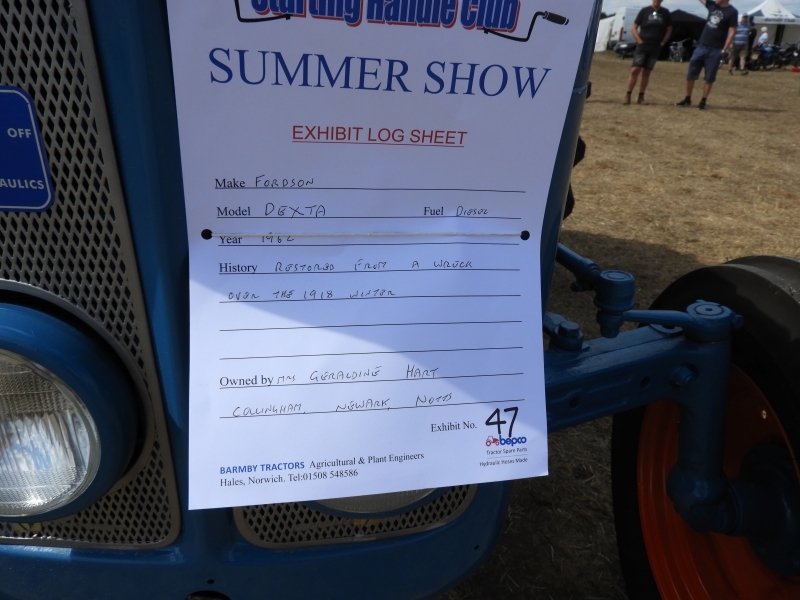 Starting Handle Club
SUMMER SHOW
EXHIBIT LOG SHEET
OFF
AULICS
Make FORDSON
Model DEXTA Fuel DIESEL
Year 1962
History RESTORED FROM A WRECK
OVER THE 1918 WINTER
Owned by MRS GERALDINE HART
COLLINGHAM, NEWARK, NOTTS
Exhibit No. 47
bepco
Tractor Spare Parts
Hydraulic Hoses Made
BARMBY TRACTORS Agricultural & Plant Engineers
Hales, Norwich. Tel:01508 548586